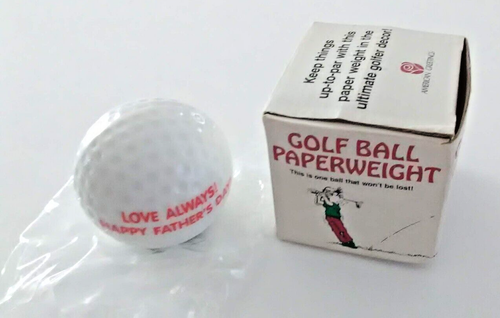 LOVE ALWAYS!
HAPPY FATHER'S DAY
Keep things
up-to-par with this
paper weight in the
ultimate golfer decor!
AMERICAN GREETINGS
GOLF BALL
PAPERWEIGHT
This is one ball that won't be lost!